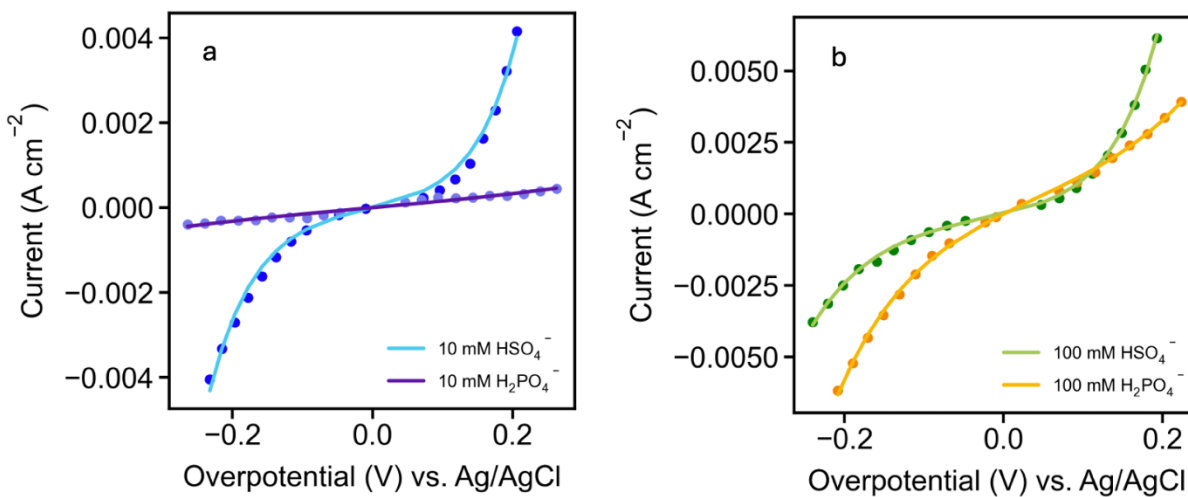 a
0.004
0.002
0.000
−0.002
−0.004
Current (A cm⁻²)
10 mM HSO₄⁻
10 mM H₂PO₄⁻
−0.2 0.0 0.2
Overpotential (V) vs. Ag/AgCl
b
0.0050
0.0025
0.0000
−0.0025
−0.0050
Current (A cm⁻²)
100 mM HSO₄⁻
100 mM H₂PO₄⁻
−0.2 0.0 0.2
Overpotential (V) vs. Ag/AgCl